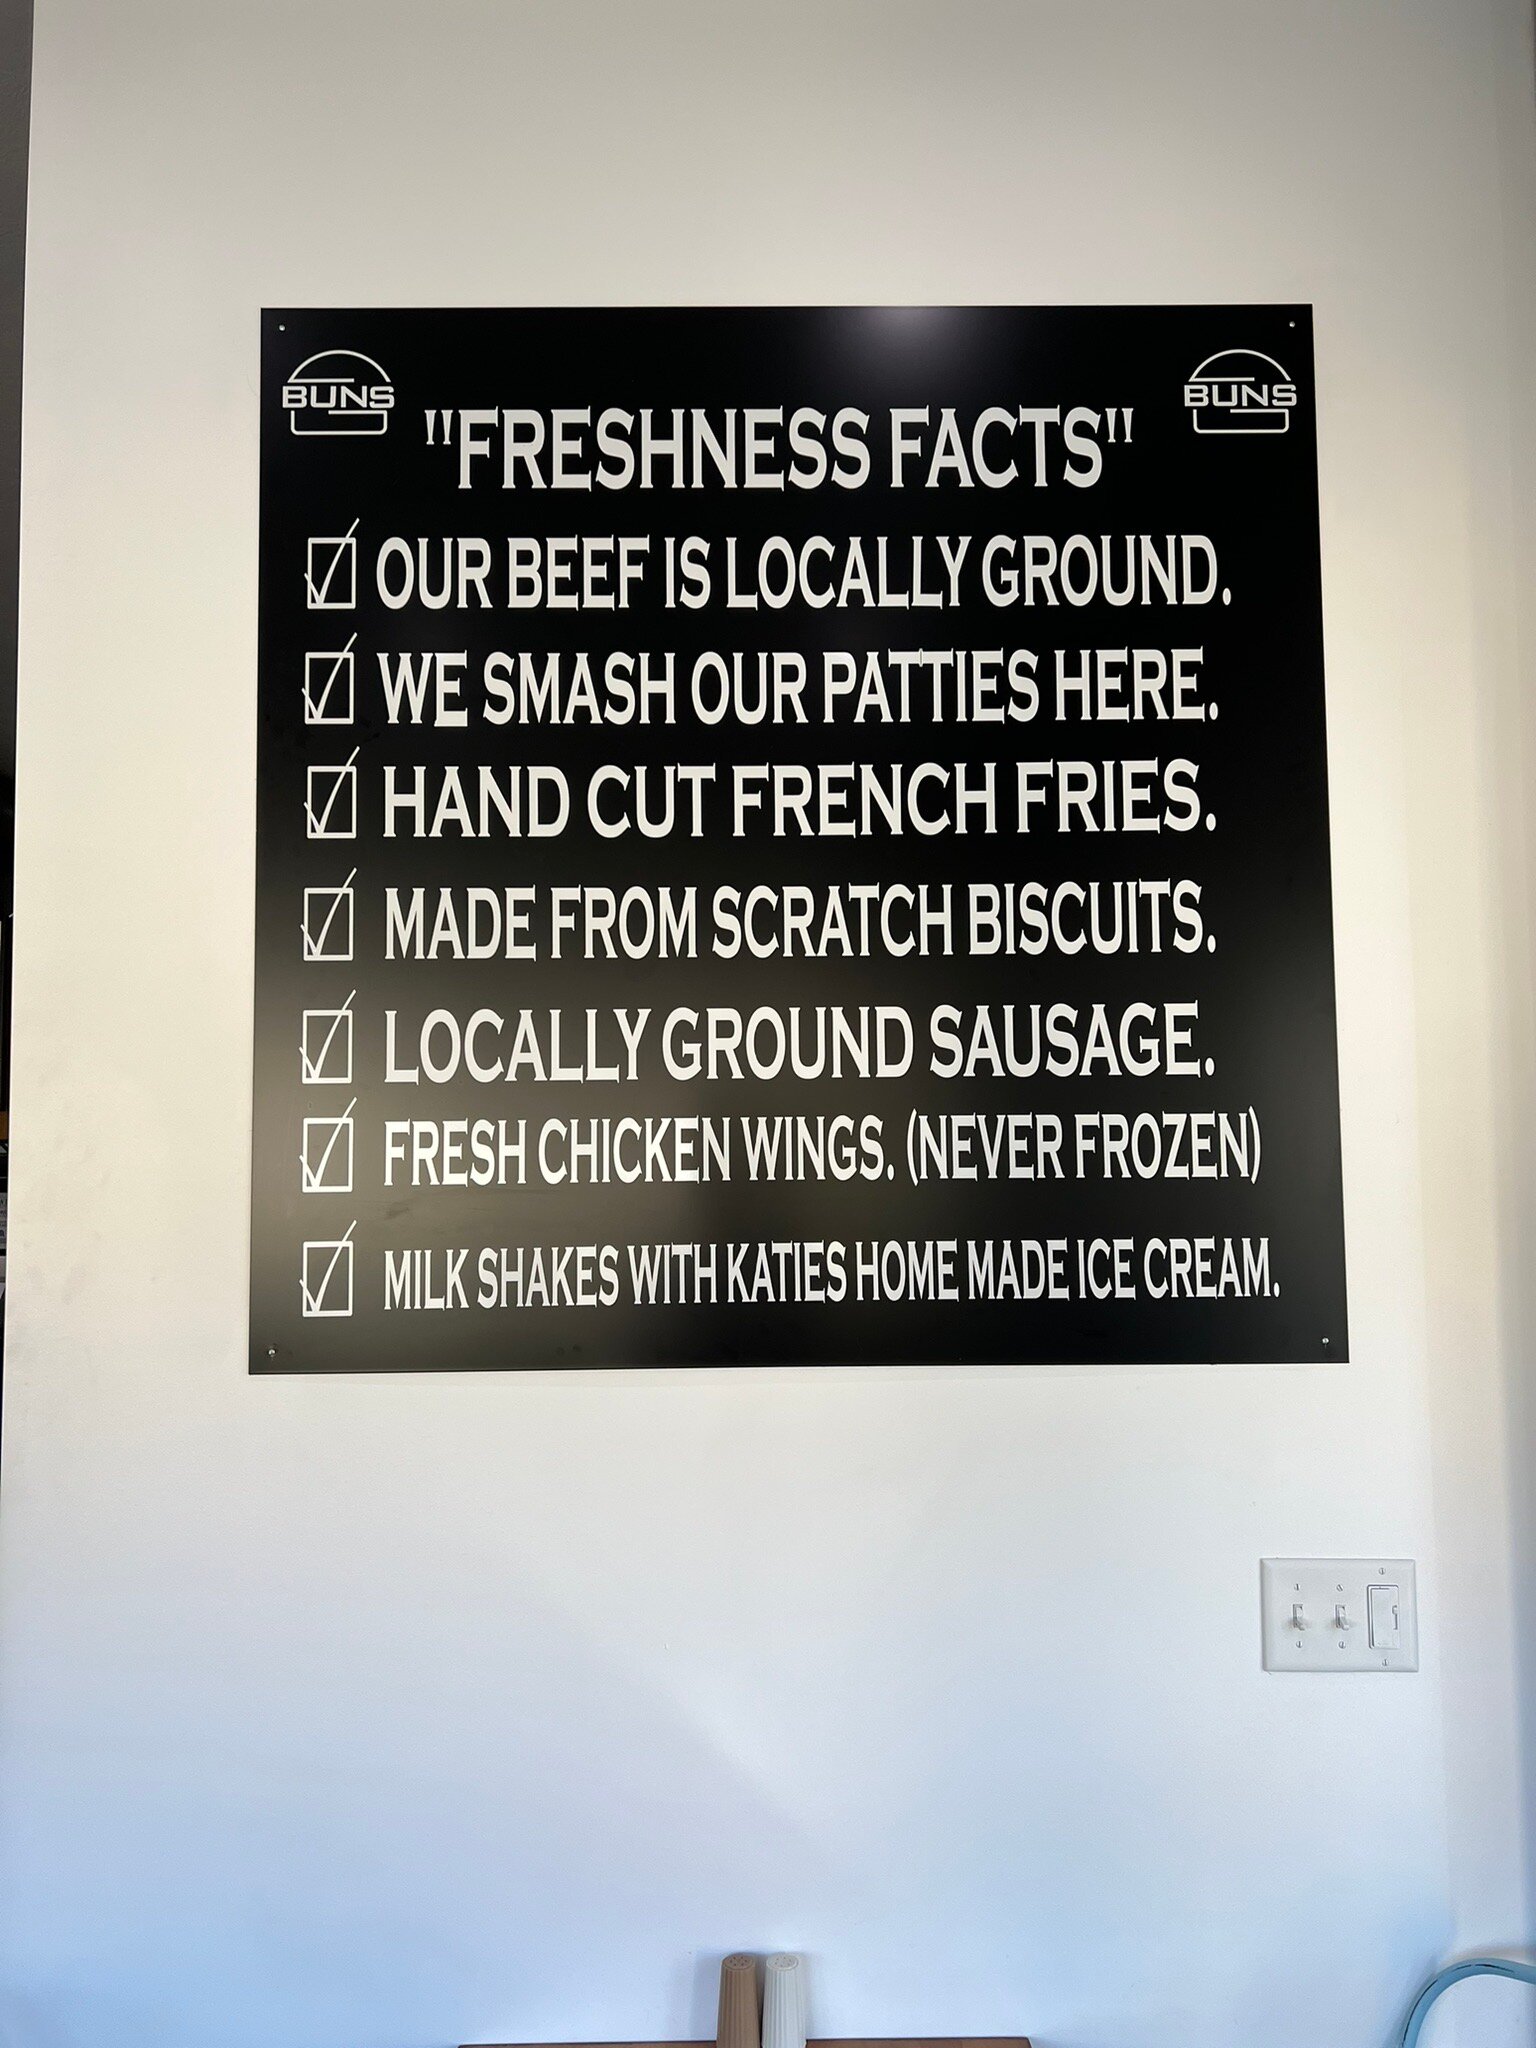 BUNS
BUNS
"FRESHNESS FACTS"
OUR BEEF IS LOCALLY GROUND.
WE SMASH OUR PATTIES HERE.
HAND CUT FRENCH FRIES.
MADE FROM SCRATCH BISCUITS.
LOCALLY GROUND SAUSAGE.
FRESH CHICKEN WINGS. (NEVER FROZEN)
MILK SHAKES WITH KATIES HOME MADE ICE CREAM.